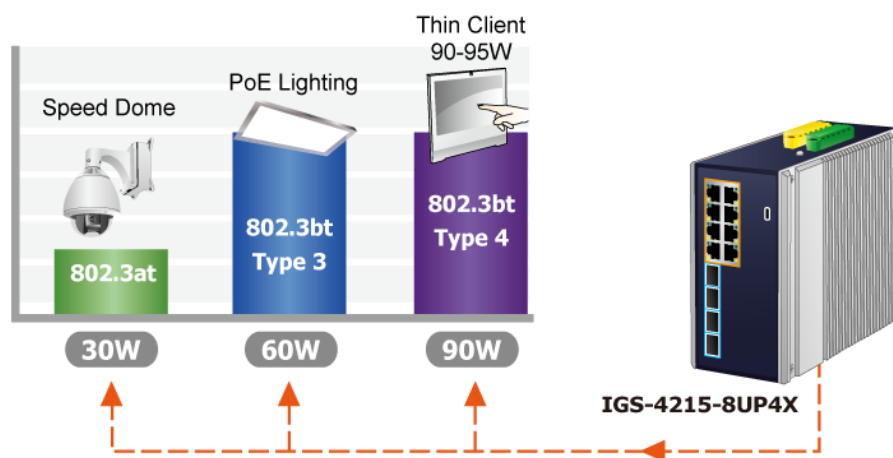 Thin Client
90-95W
PoE Lighting
Speed Dome
802.3at
802.3bt
Type 3
802.3bt
Type 4
30W
60W
90W
IGS-4215-8UP4X